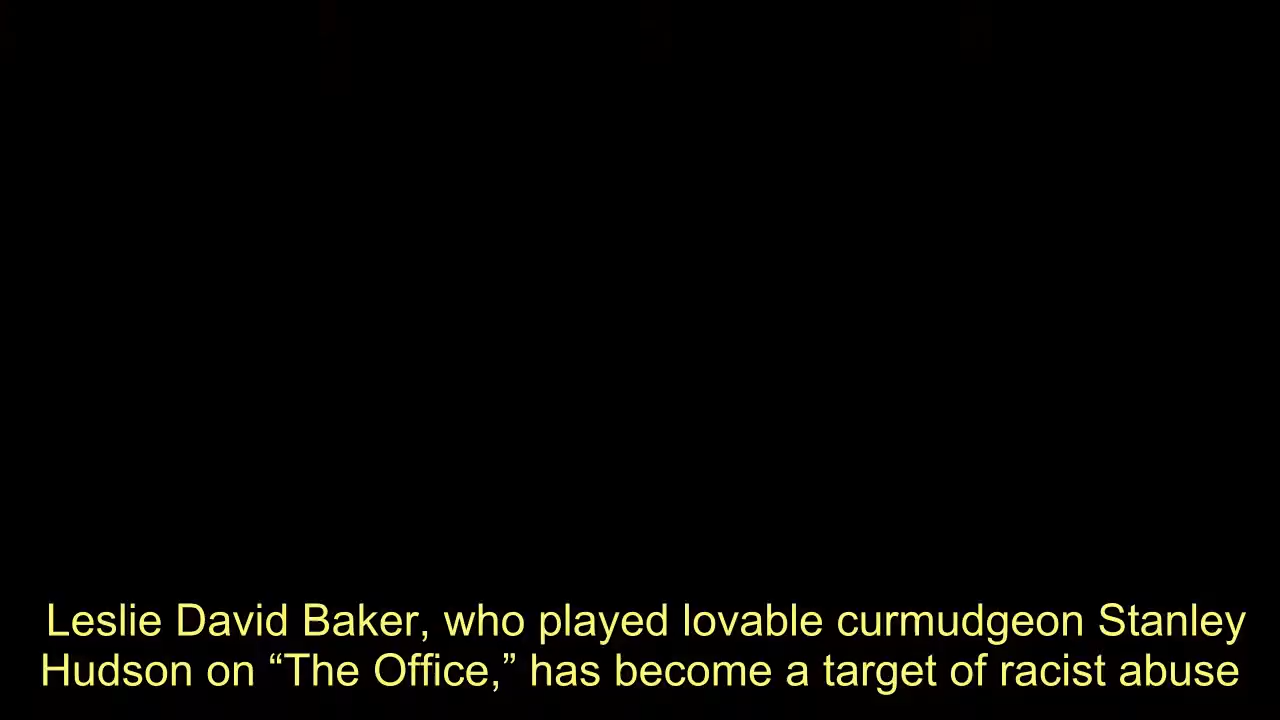 Leslie David Baker, who played lovable curmudgeon Stanley
Hudson on “The Office,” has become a target of racist abuse